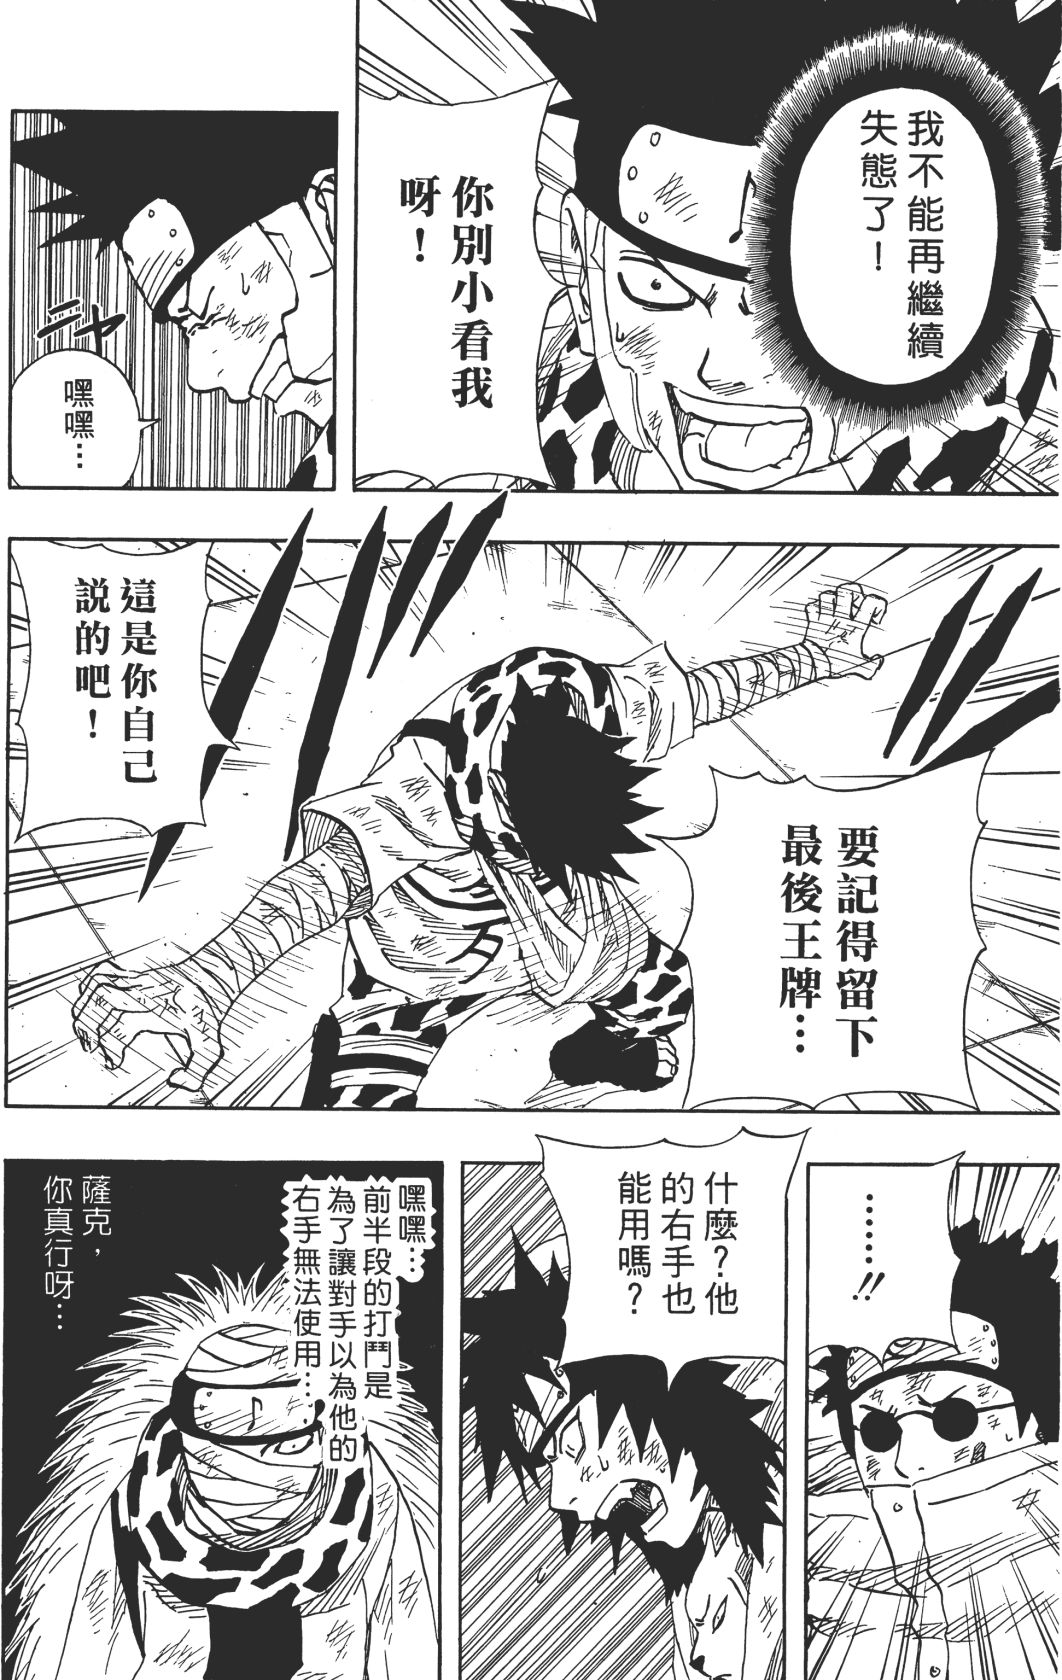 我不能再繼續
失態了！
你別小看我
呀！
ニヤ
嘿嘿…
要記得留下
最後王牌…
這是你自己
説的吧！
……!!
什麼？他
的右手也
能用嗎？
嘿嘿…
前半段的打鬥是
為了讓對手以為他的
右手無法使用…
薩克，
你真行呀…